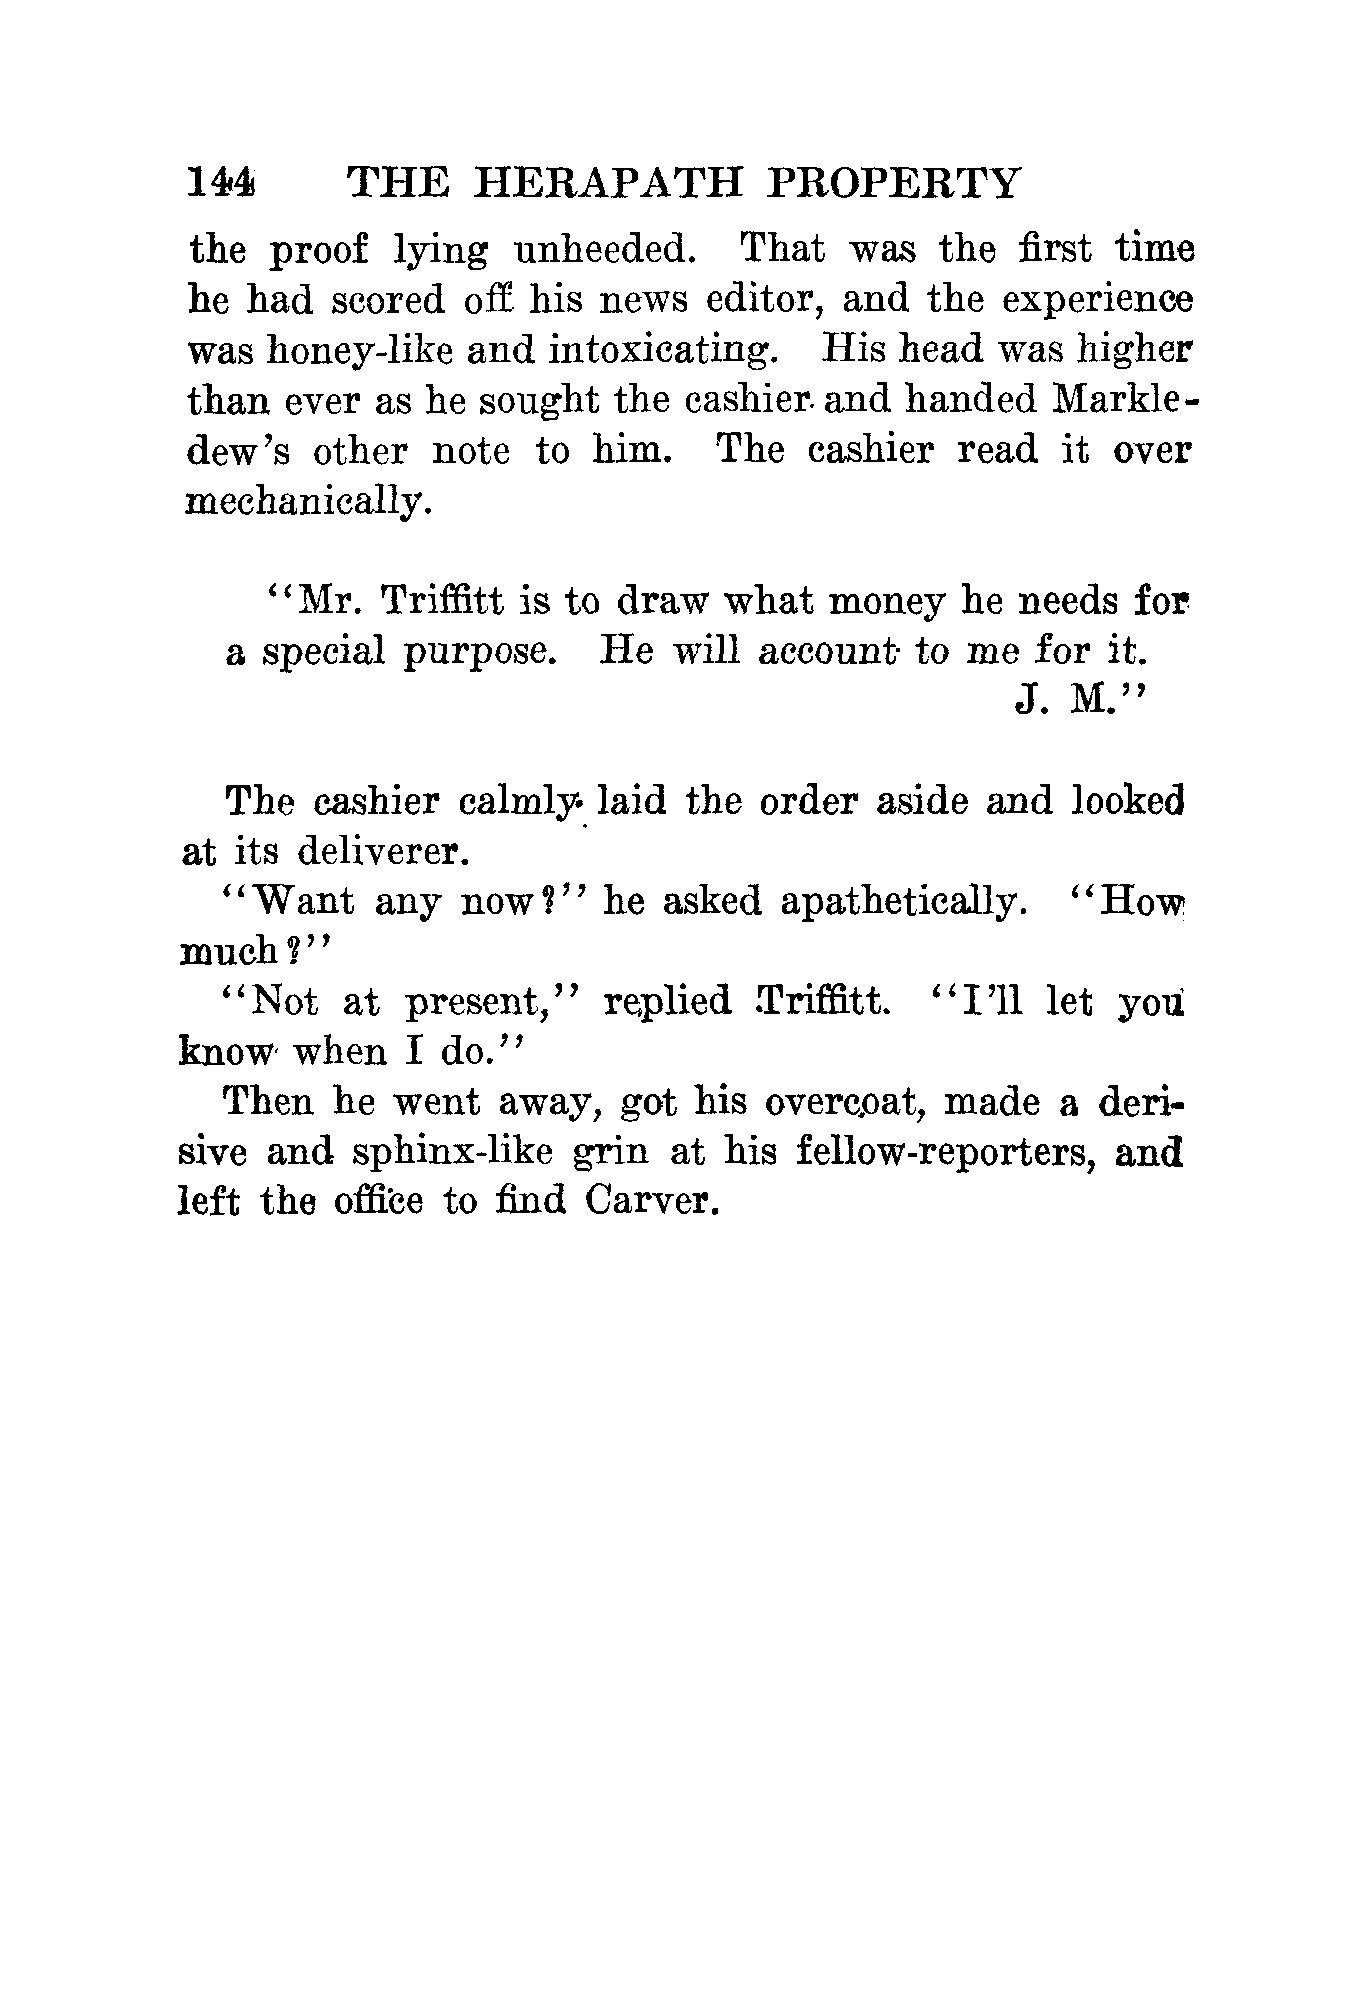 144 THE HERAPATH PROPERTY
the proof lying unheeded. That was the first time
he had scored off his news editor, and the experience
was honey-like and intoxicating. His head was higher
than ever as he sought the cashier and handed Markle-
dew's other note to him. The cashier read it over
mechanically.
"Mr. Triffitt is to draw what money he needs for
a special purpose. He will account to me for it.
J. M."
The cashier calmly laid the order aside and looked
at its deliverer.
"Want any now?" he asked apathetically. "How
much?"
"Not at present," replied Triffitt. "I'll let you
know when I do."
Then he went away, got his overcoat, made a deri-
sive and sphinx-like grin at his fellow-reporters, and
left the office to find Carver.